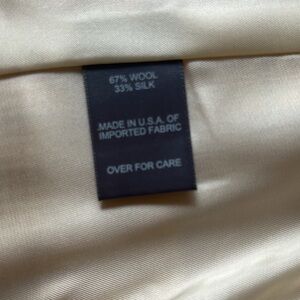 67% WOOL
33% SILK
MADE IN U.S.A. OF
IMPORTED FABRIC
OVER FOR CARE